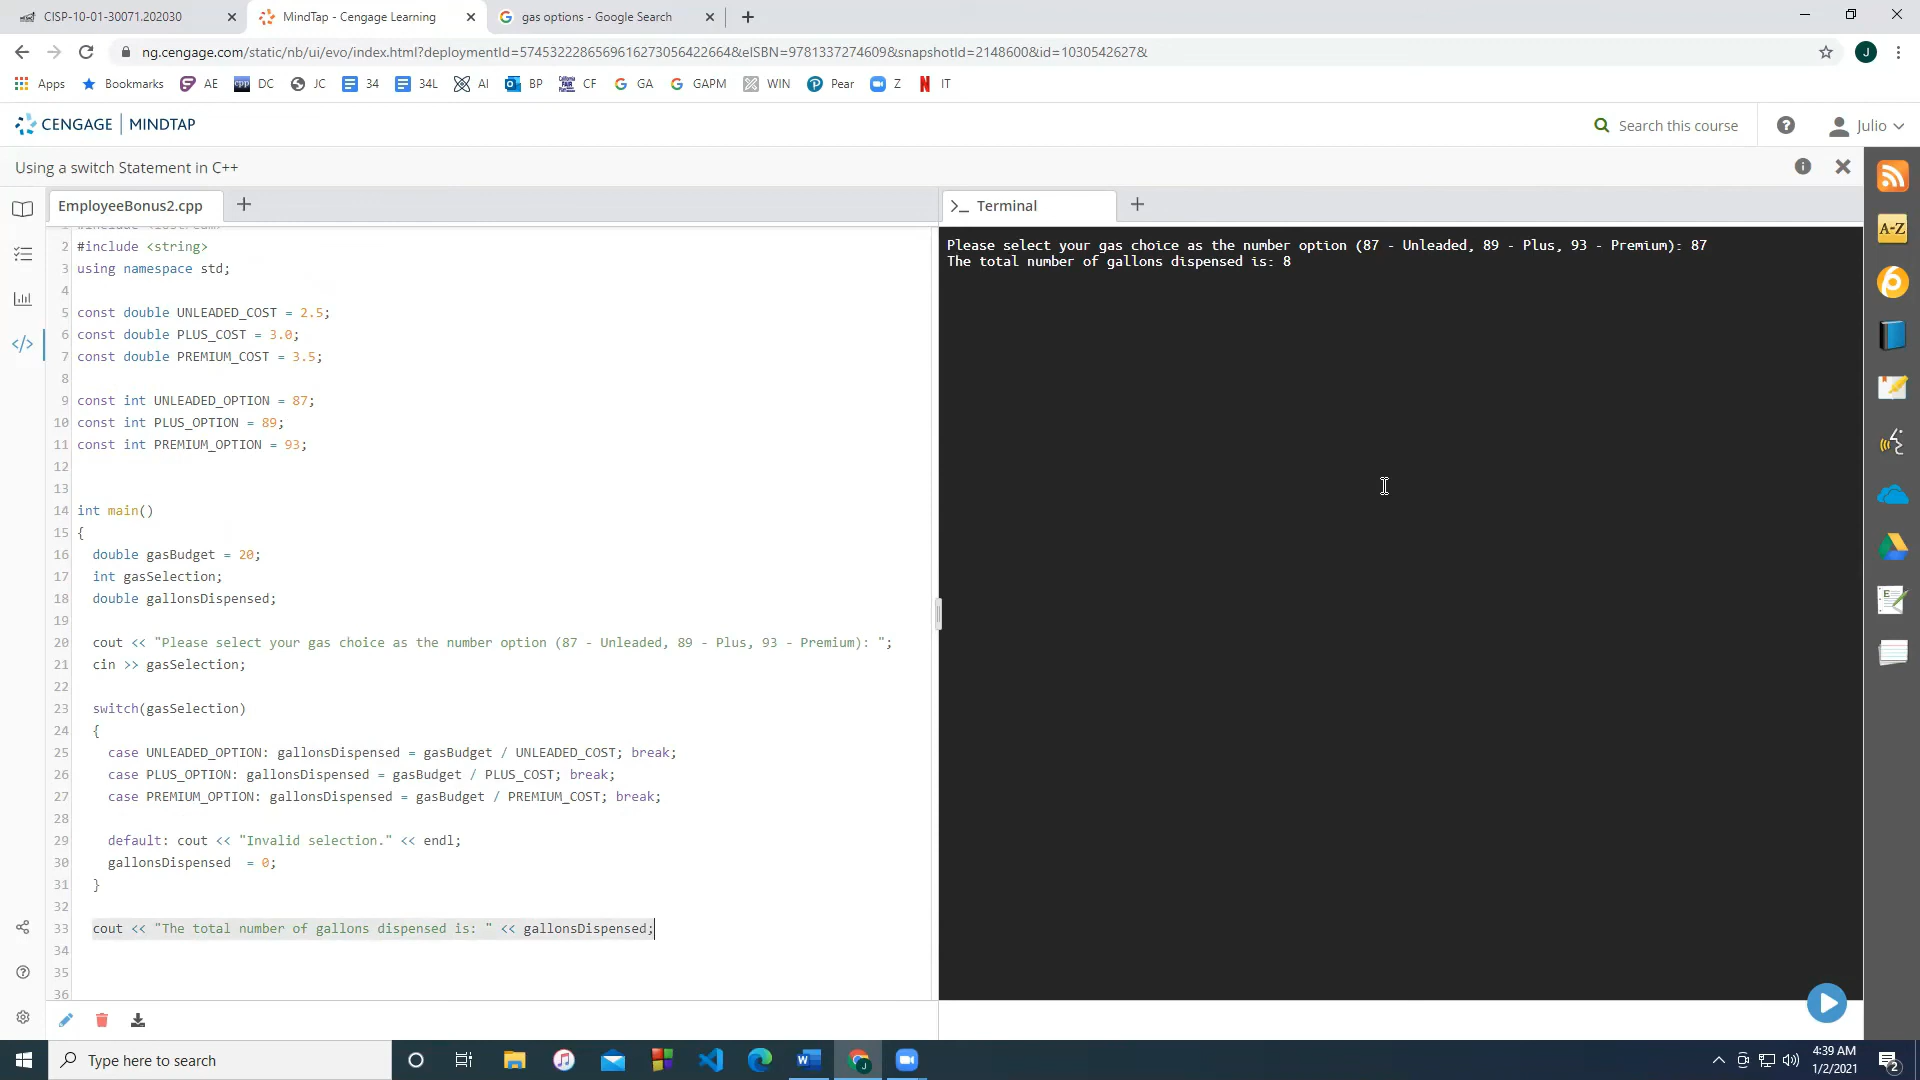 CISP-10-01-30071.202030
MindTap - Cengage Learning
gas options - Google Search
ng.cengage.com/static/nb/ui/evo/index.html?deploymentId=5745322286569616273056422664&eISBN=9781337274609&snapshotId=2148600&id=1030542627&
J
Apps
Bookmarks
AE
cpp
DC
JC
34
34L
AI
BP
CF
GA
GAPM
WIN
Pear
Z
IT
CENGAGE | MINDTAP
Search this course
Julio
Using a switch Statement in C++
EmployeeBonus2.cpp
Terminal
A-Z
1 #include <iostream>
2 #include <string>
3 using namespace std;
4
5 const double UNLEADED_COST = 2.5;
6 const double PLUS_COST = 3.0;
7 const double PREMIUM_COST = 3.5;
8
9 const int UNLEADED_OPTION = 87;
10 const int PLUS_OPTION = 89;
11 const int PREMIUM_OPTION = 93;
12
13
14 int main()
15 {
16 double gasBudget = 20;
17 int gasSelection;
18 double gallonsDispensed;
19
20 cout << "Please select your gas choice as the number option (87 - Unleaded, 89 - Plus, 93 - Premium): ";
21 cin >> gasSelection;
22
23 switch(gasSelection)
24 {
25 case UNLEADED_OPTION: gallonsDispensed = gasBudget / UNLEADED_COST; break;
26 case PLUS_OPTION: gallonsDispensed = gasBudget / PLUS_COST; break;
27 case PREMIUM_OPTION: gallonsDispensed = gasBudget / PREMIUM_COST; break;
28
29 default: cout << "Invalid selection." << endl;
30 gallonsDispensed  = 0;
31 }
32
33 cout << "The total number of gallons dispensed is: " << gallonsDispensed;
34
35
36
Please select your gas choice as the number option (87 - Unleaded, 89 - Plus, 93 - Premium): 87
The total number of gallons dispensed is: 8
Type here to search
4:39 AM
1/2/2021
2